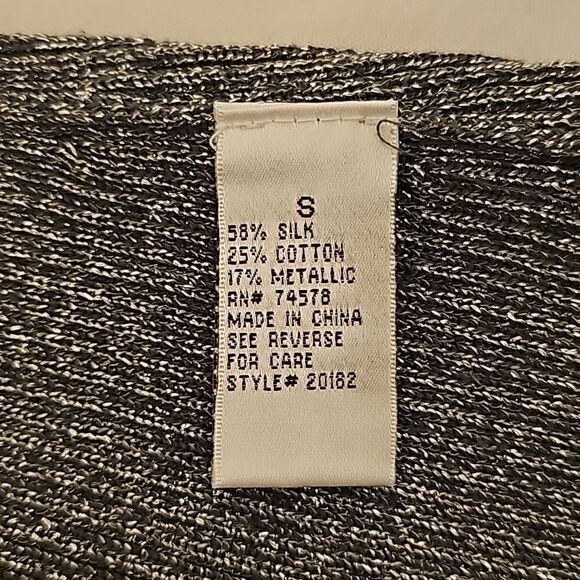 S
58% SILK
25% COTTON
17% METALLIC
RN# 74578
MADE IN CHINA
SEE REVERSE
FOR CARE
STYLE# 20182